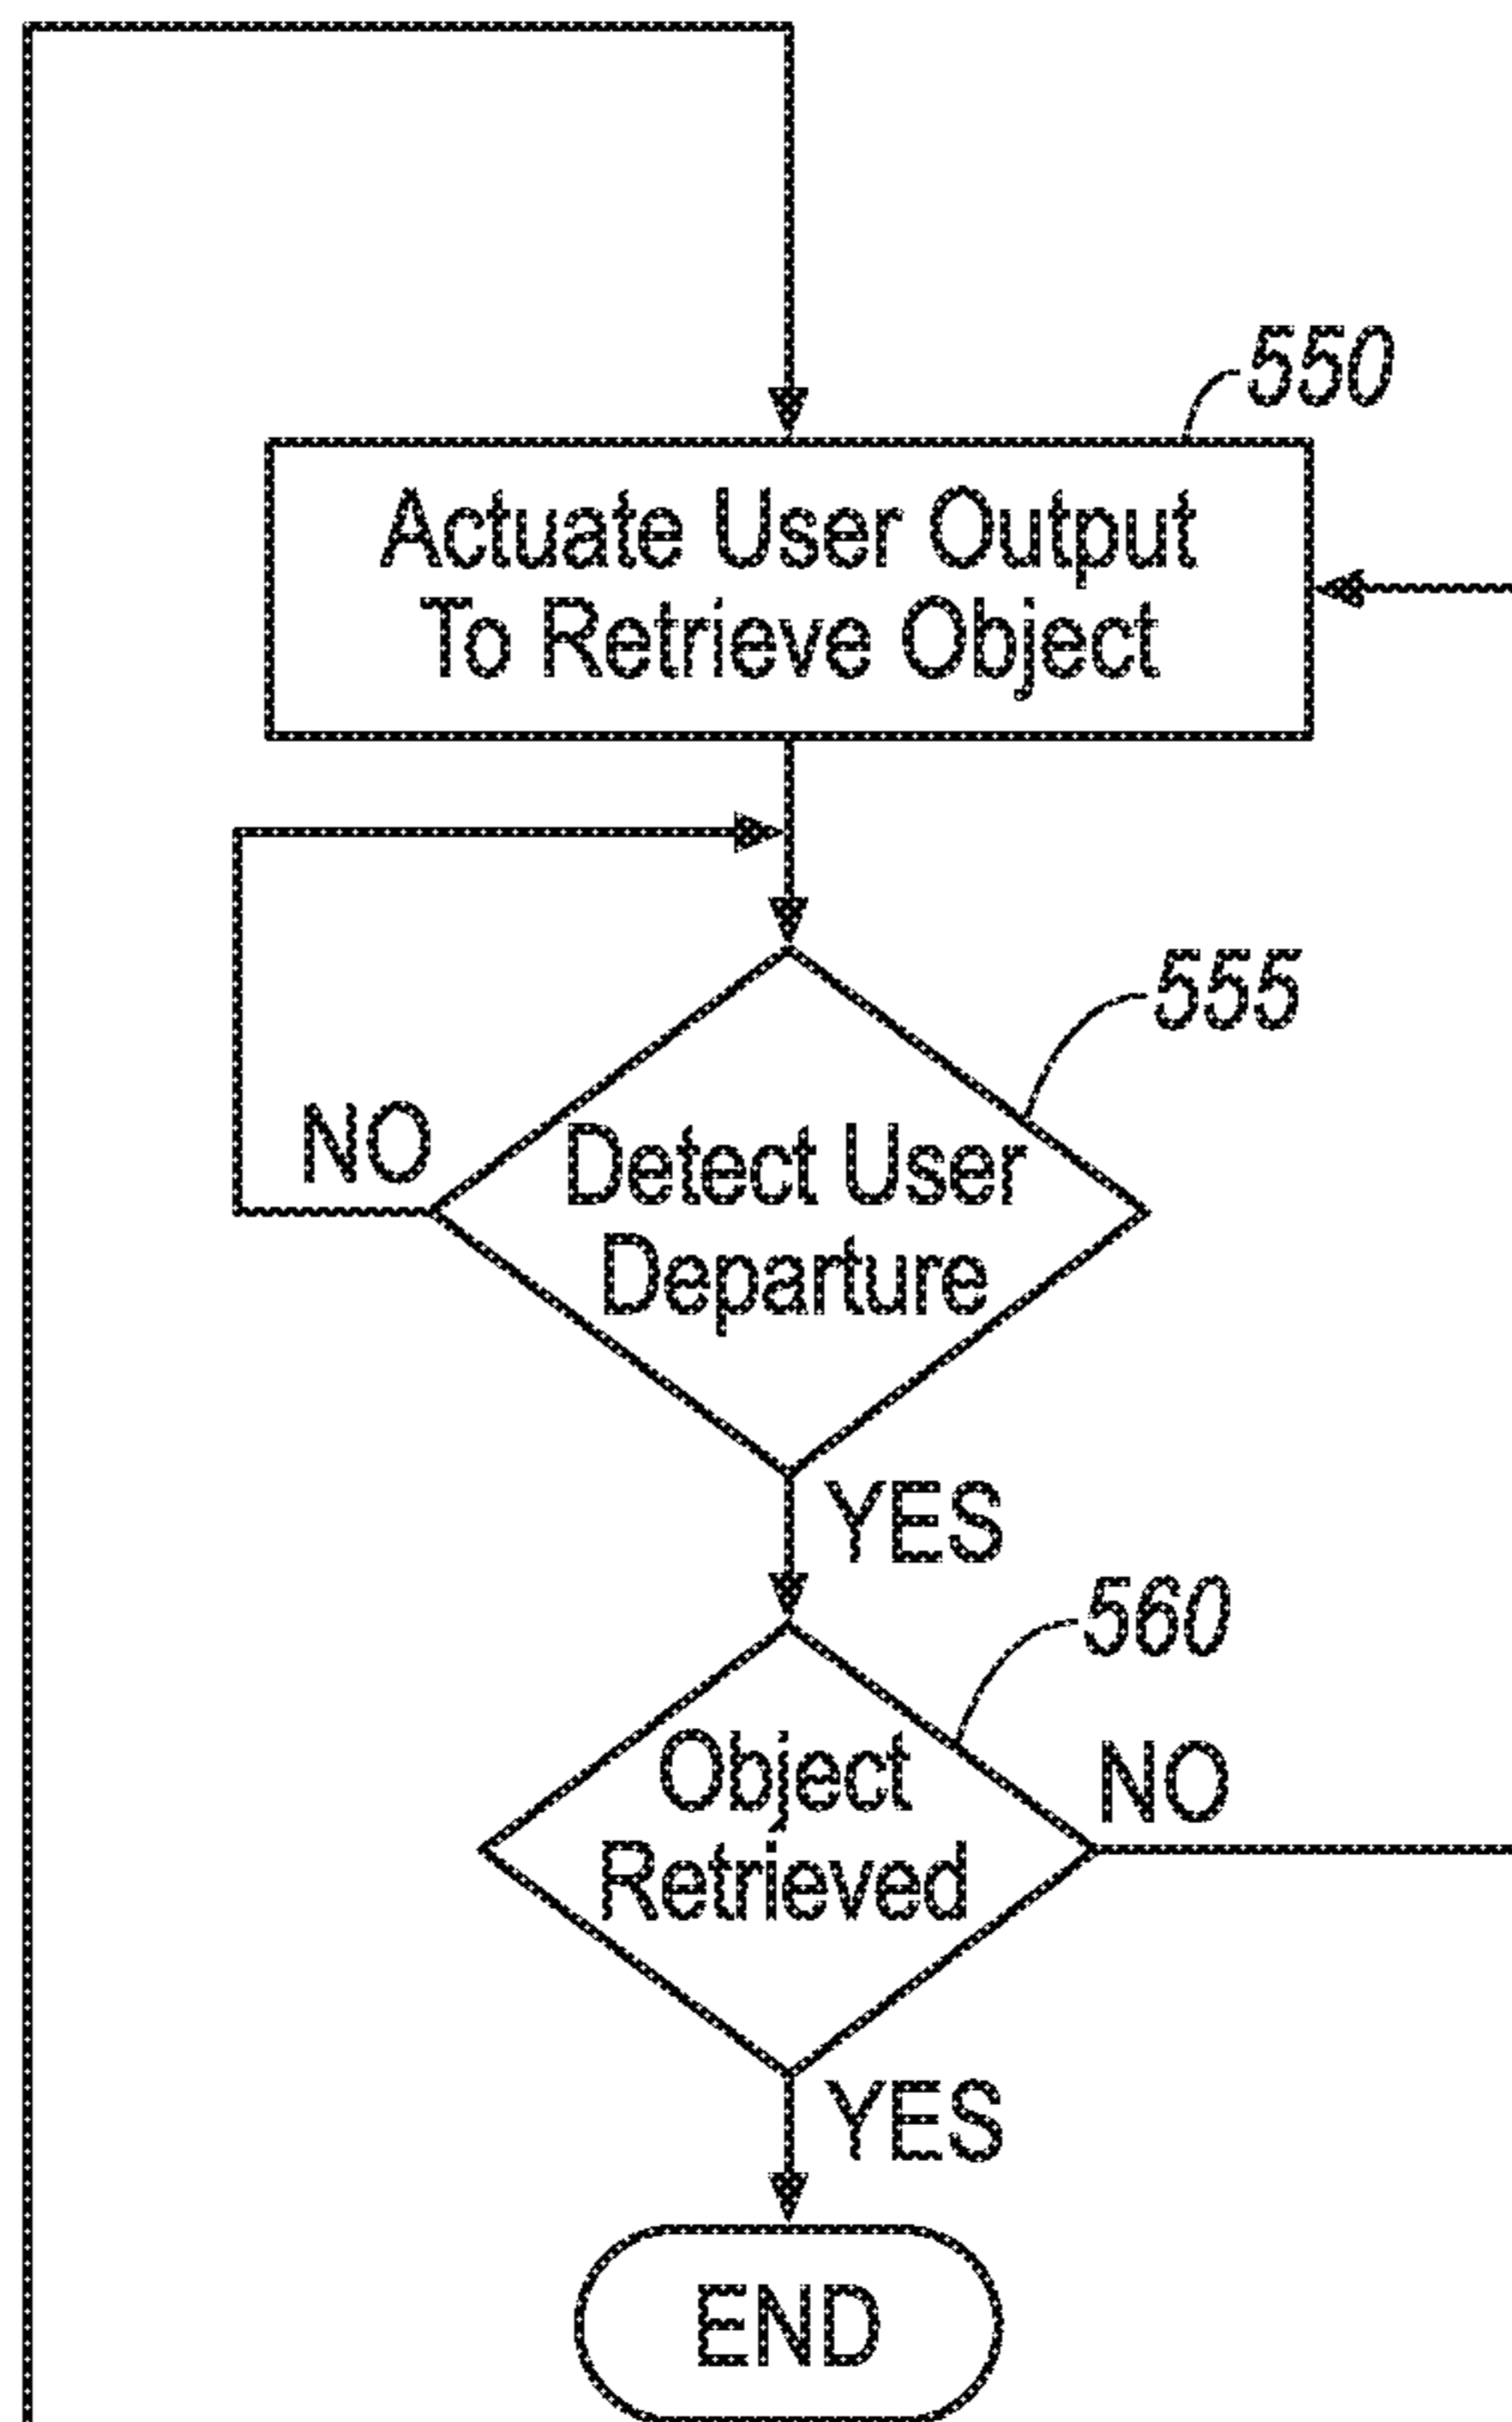 550
Actuate User Output
To Retrieve Object
555
NO
Detect User
Departure
YES
560
Object
Retrieved
NO
YES
END